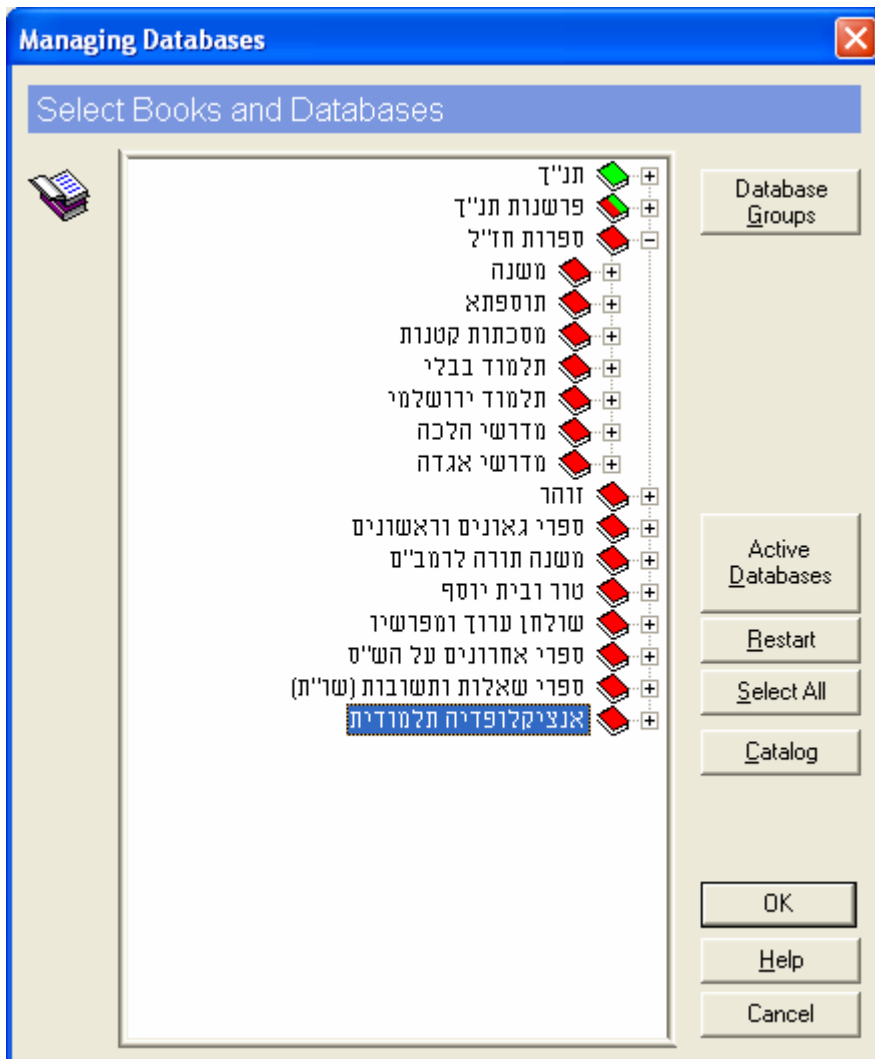 Managing Databases
Select Books and Databases
תנ"ך
פרשנות תנ"ך
ספרות חז"ל
משנה
תוספתא
מסכתות קטנות
תלמוד בבלי
תלמוד ירושלמי
מדרשי הלכה
מדרשי אגדה
זוהר
ספרי גאונים וראשונים
משנה תורה לרמב"ם
טור ובית יוסף
שולחן ערוך ומפרשיו
ספרי אחרונים על הש"ס
ספרי שאלות ותשובות (שו"ת)
אנציקלופדיה תלמודית
Database
Groups
Active
Databases
Restart
Select All
Catalog
OK
Help
Cancel